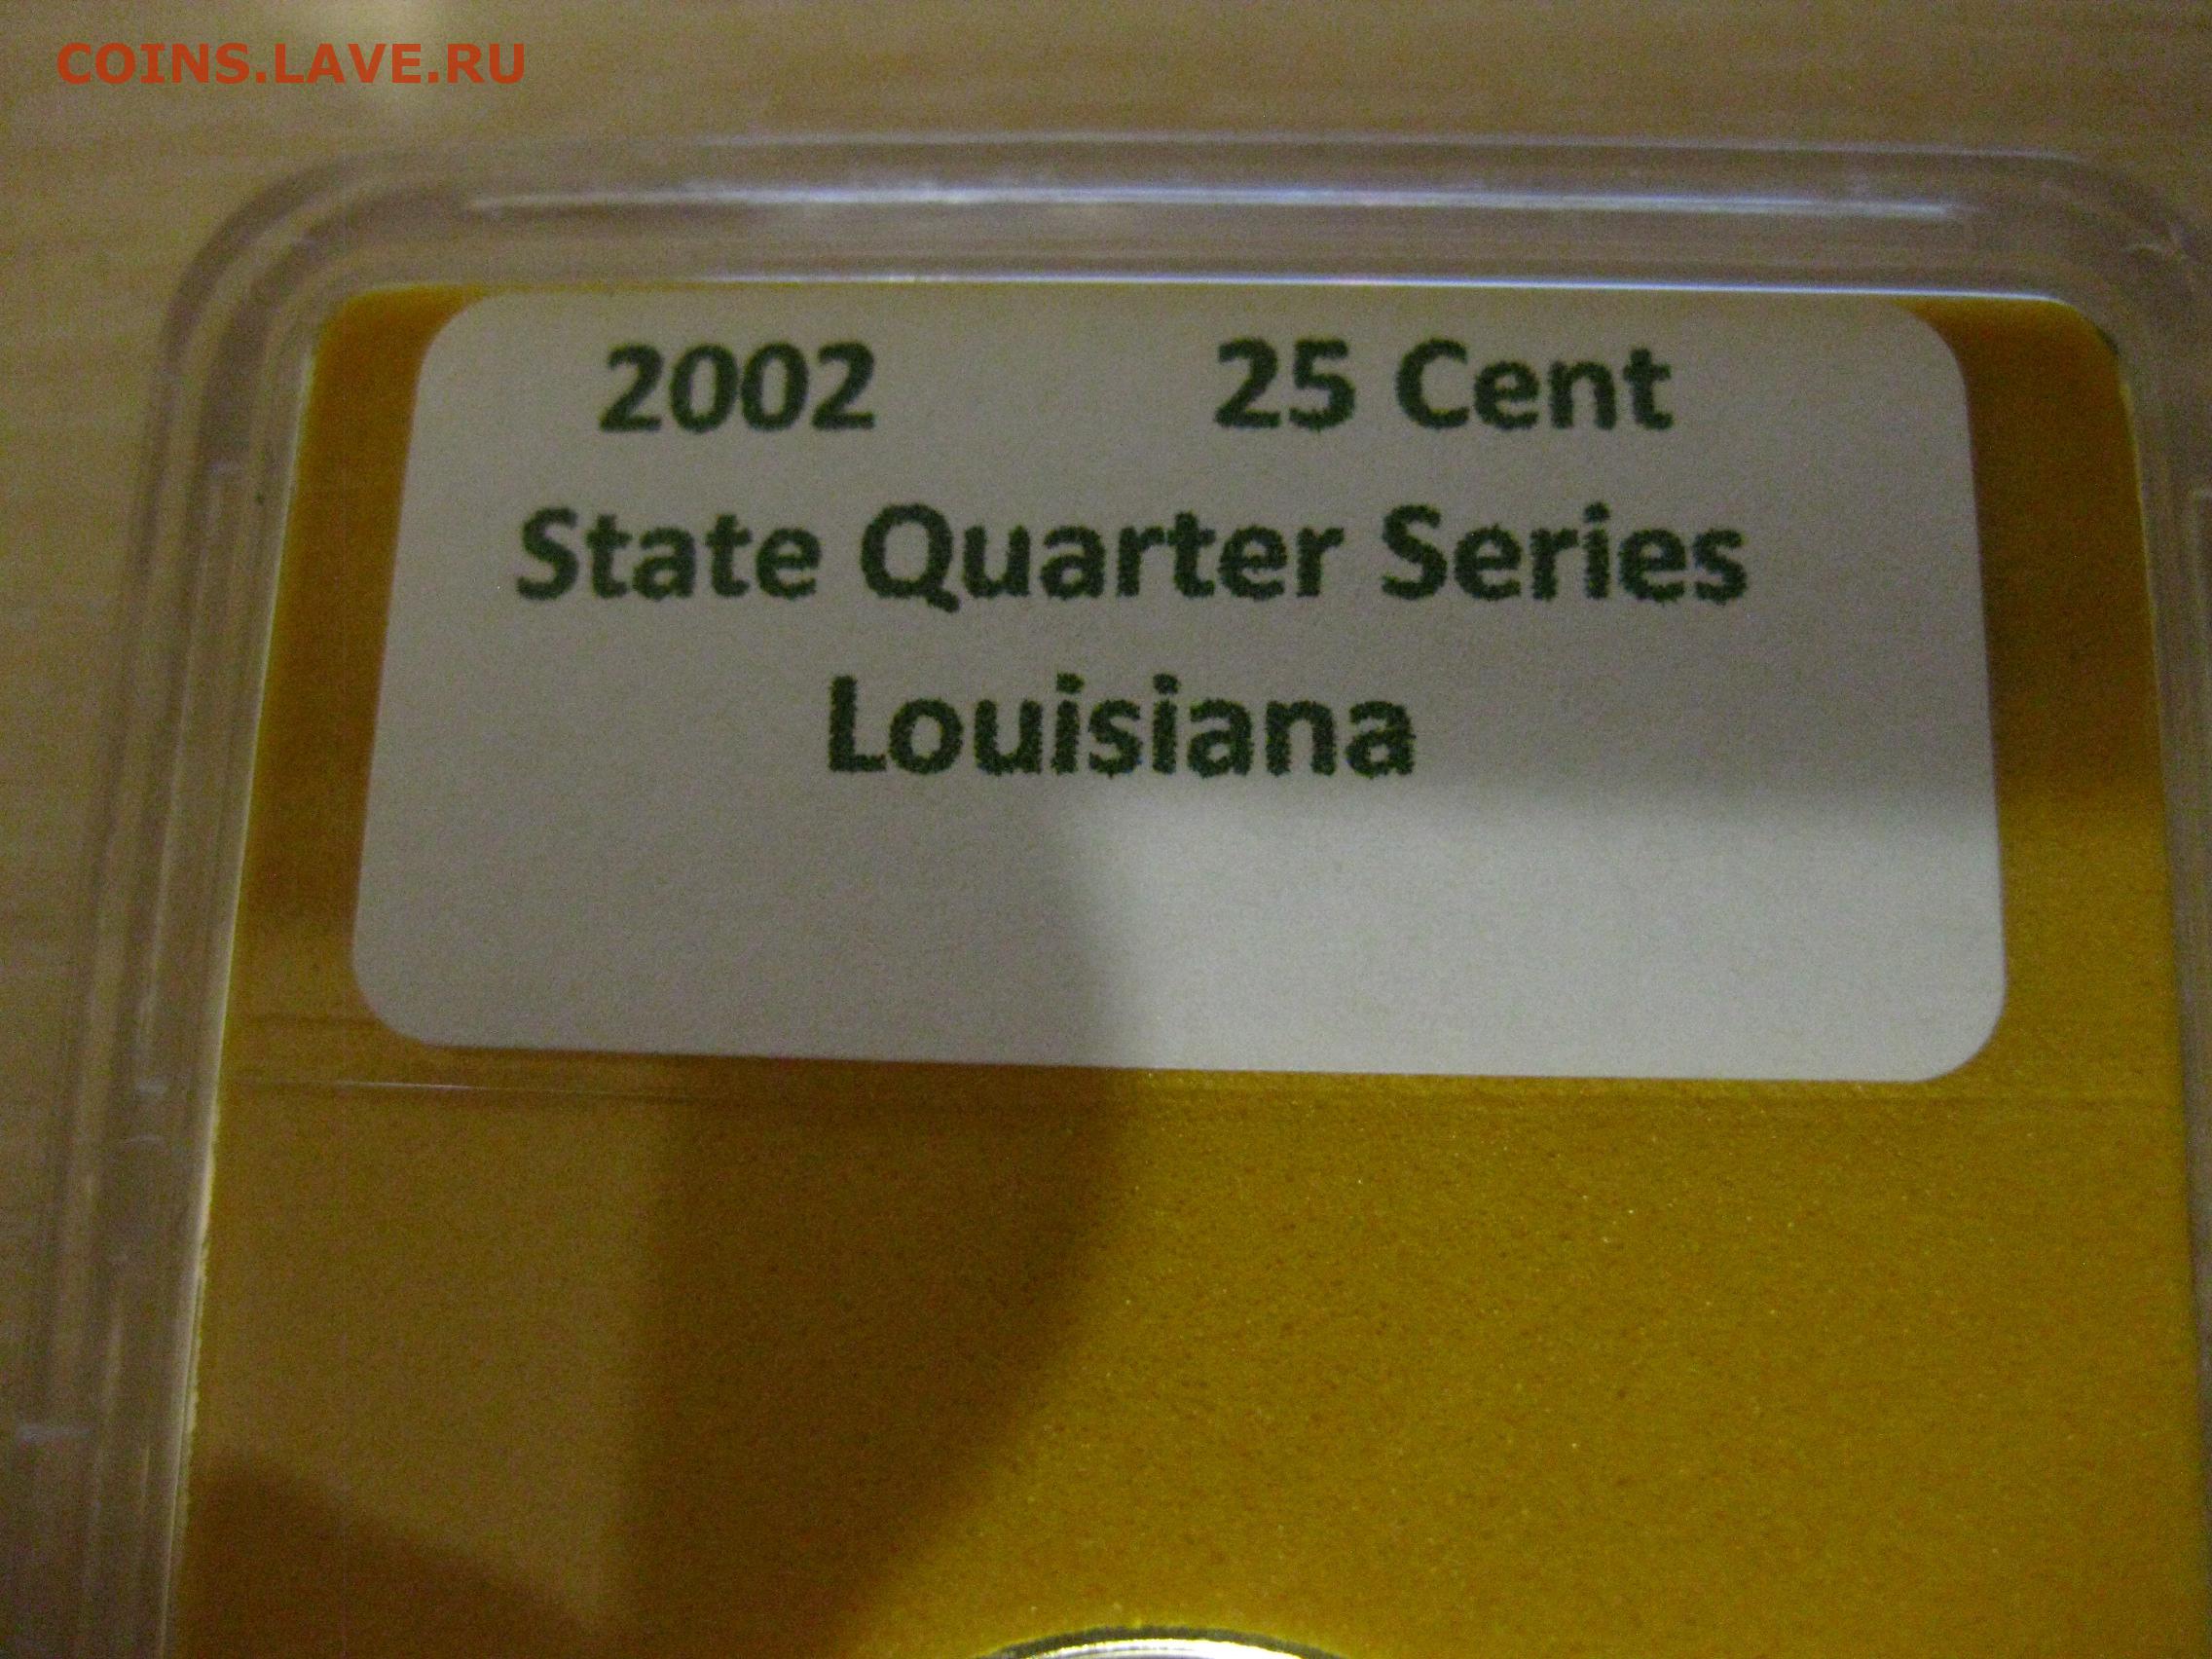 COINS.LAVE.RU
2002 25 Cent
State Quarter Series
Louisiana